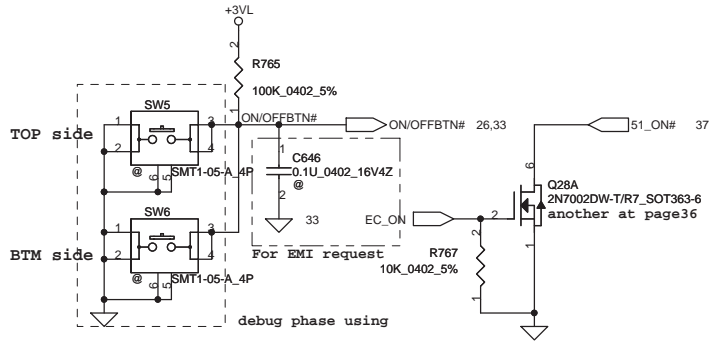 +3VL
2
R765
100K_0402_5%
1
SW5
ON/OFFBTN#
ON/OFFBTN# 26,33
51_ON# 37
TOP side
1
3
2
4
@
6
5
SMT1-05-A_4P
1
C646
0.1U_0402_16V4Z
@
2
33
For EMI request
6
Q28A
2N7002DW-T/R7_SOT363-6
another at page36
EC_ON
2
1
SW6
BTM side
1
3
2
4
@
6
5
SMT1-05-A_4P
2
R767
10K_0402_5%
1
debug phase using